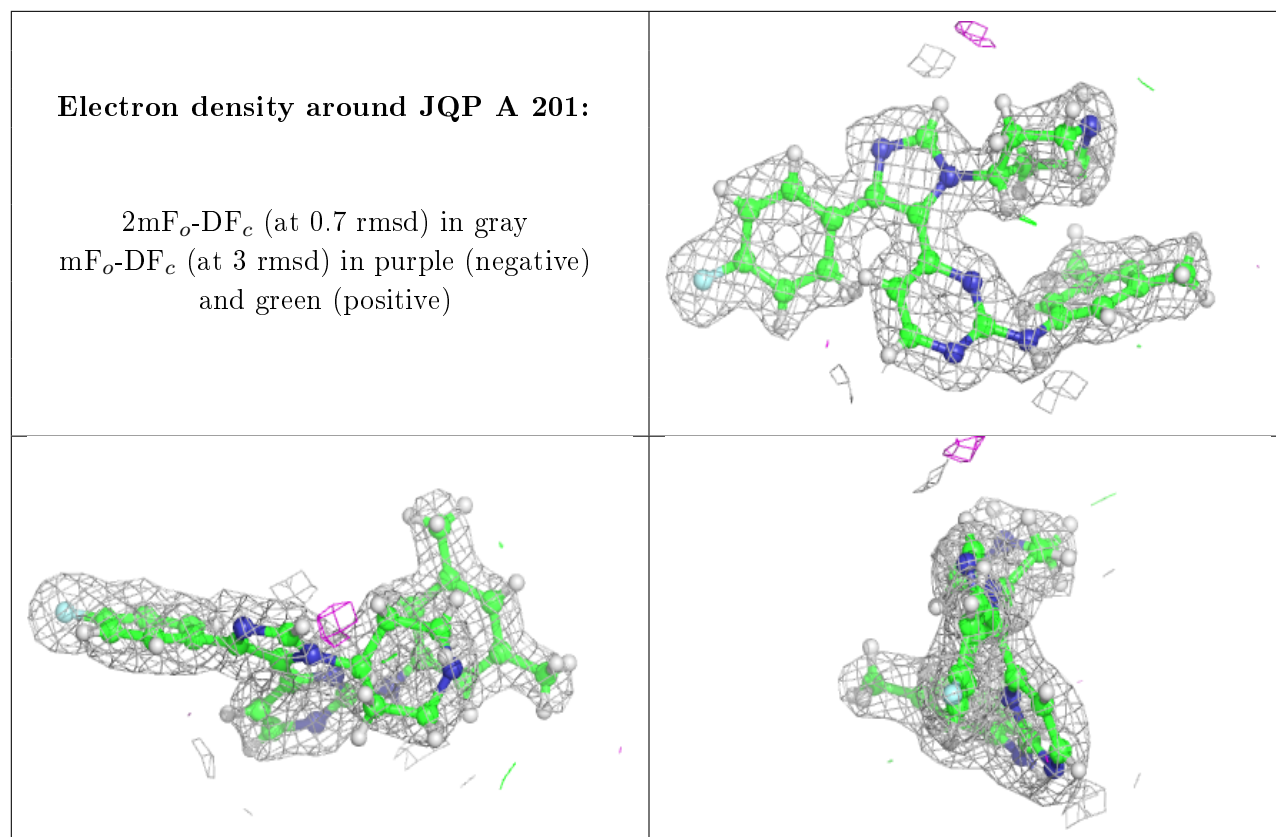 Electron density around JQP A 201:
2mFₒ-DF𝒸 (at 0.7 rmsd) in gray
mFₒ-DF𝒸 (at 3 rmsd) in purple (negative)
and green (positive)